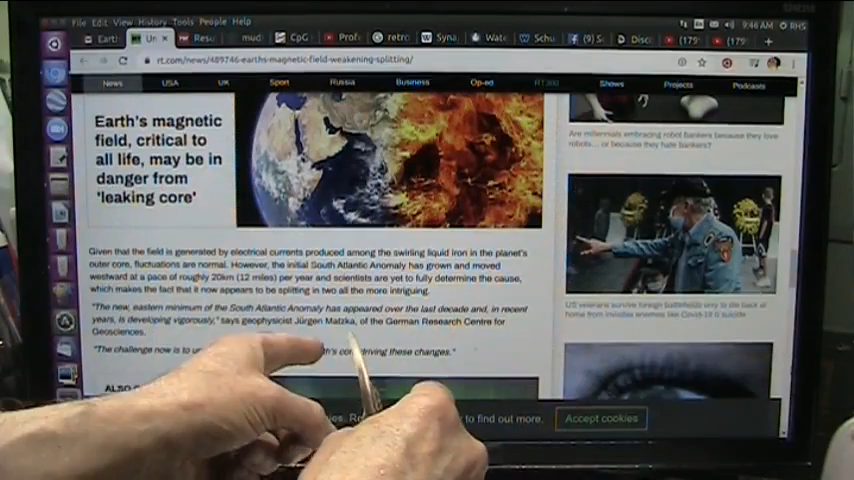 File Edit View History Tools People Help
9:46 AM RHS
rt.com/news/489746-earths-magnetic-field-weakening-splitting/
News USA UK Sport Russia Business Op-ed RT360 Shows Projects Podcasts
Earth's magnetic
field, critical to
all life, may be in
danger from
'leaking core'
Given that the field is generated by electrical currents produced among the swirling liquid iron in the planet's
outer core, fluctuations are normal. However, the initial South Atlantic Anomaly has grown and moved
westward at a pace of roughly 20km (12 miles) per year and scientists are yet to fully determine the cause,
which makes the fact that it now appears to be splitting in two all the more intriguing.
"The new, eastern minimum of the South Atlantic Anomaly has appeared over the last decade and, in recent
years, is developing vigorously," says geophysicist Jürgen Matzka, of the German Research Centre for
Geosciences.
"The challenge now is to driving these changes."
ALSO
Are millennials embracing robot bankers because they love
robots... or because they hate bankers?
US veterans survive foreign battlefields only to die back at
home from invisible enemies like Covid-19 & suicide
to find out more. Accept cookies